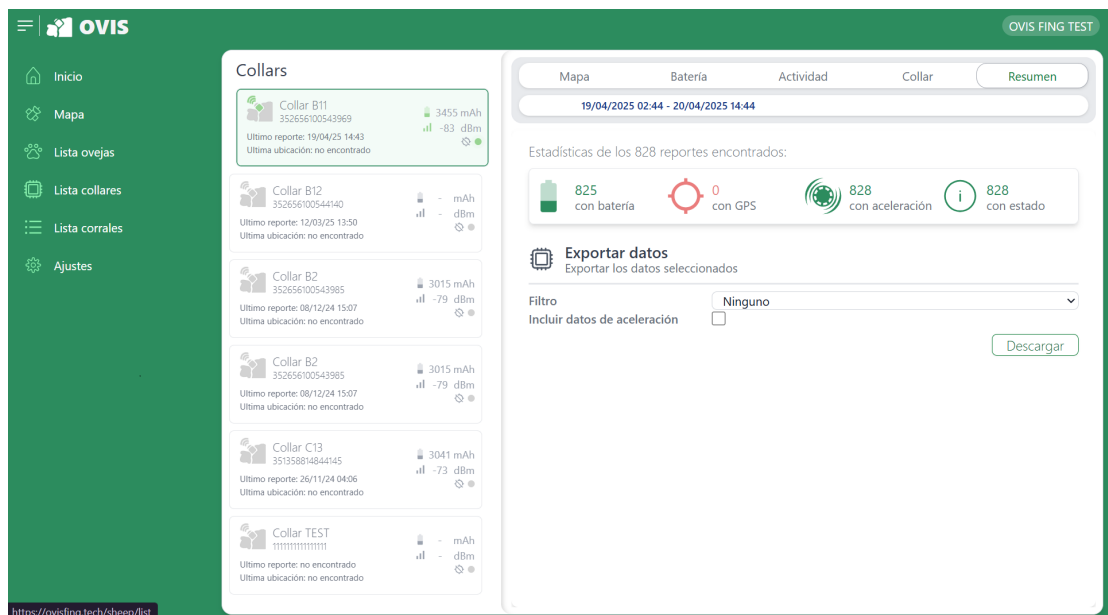 OVIS
OVIS FING TEST
Inicio
Mapa
Lista ovejas
Lista collares
Lista corrales
Ajustes
Collars
Collar B11
352656100543969
3455 mAh
-83 dBm
Ultimo reporte: 19/04/25 14:43
Ultima ubicación: no encontrado
Collar B12
352656100544140
- mAh
- dBm
Ultimo reporte: 12/03/25 13:50
Ultima ubicación: no encontrado
Collar B2
352656100543985
3015 mAh
-79 dBm
Ultimo reporte: 08/12/24 15:07
Ultima ubicación: no encontrado
Collar B2
352656100543985
3015 mAh
-79 dBm
Ultimo reporte: 08/12/24 15:07
Ultima ubicación: no encontrado
Collar C13
351358814844145
3041 mAh
-73 dBm
Ultimo reporte: 26/11/24 04:06
Ultima ubicación: no encontrado
Collar TEST
111111111111111
- mAh
- dBm
Ultimo reporte: no encontrado
Ultima ubicación: no encontrado
Mapa Batería Actividad Collar Resumen
19/04/2025 02:44 - 20/04/2025 14:44
Estadísticas de los 828 reportes encontrados:
825
con batería
0
con GPS
828
con aceleración
828
con estado
Exportar datos
Exportar los datos seleccionados
Filtro
Ninguno
Incluir datos de aceleración
Descargar
https://ovisfing.tech/sheep/list